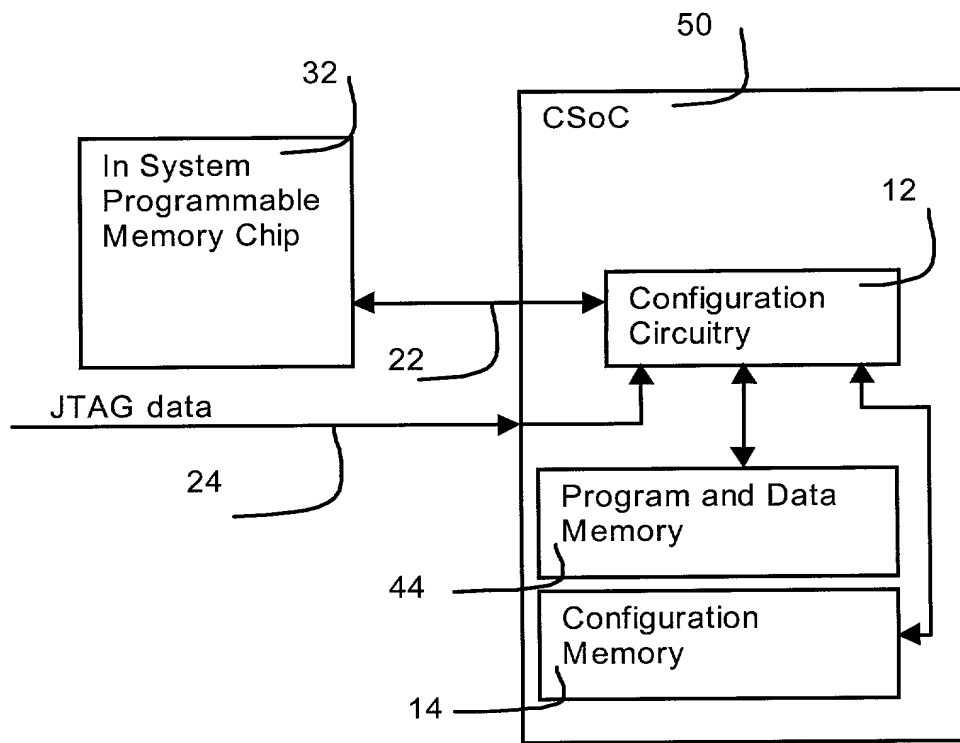 50
32
CSoC
In System
Programmable
Memory Chip
12
Configuration
Circuitry
22
JTAG data
24
Program and Data
Memory
44
Configuration
Memory
14